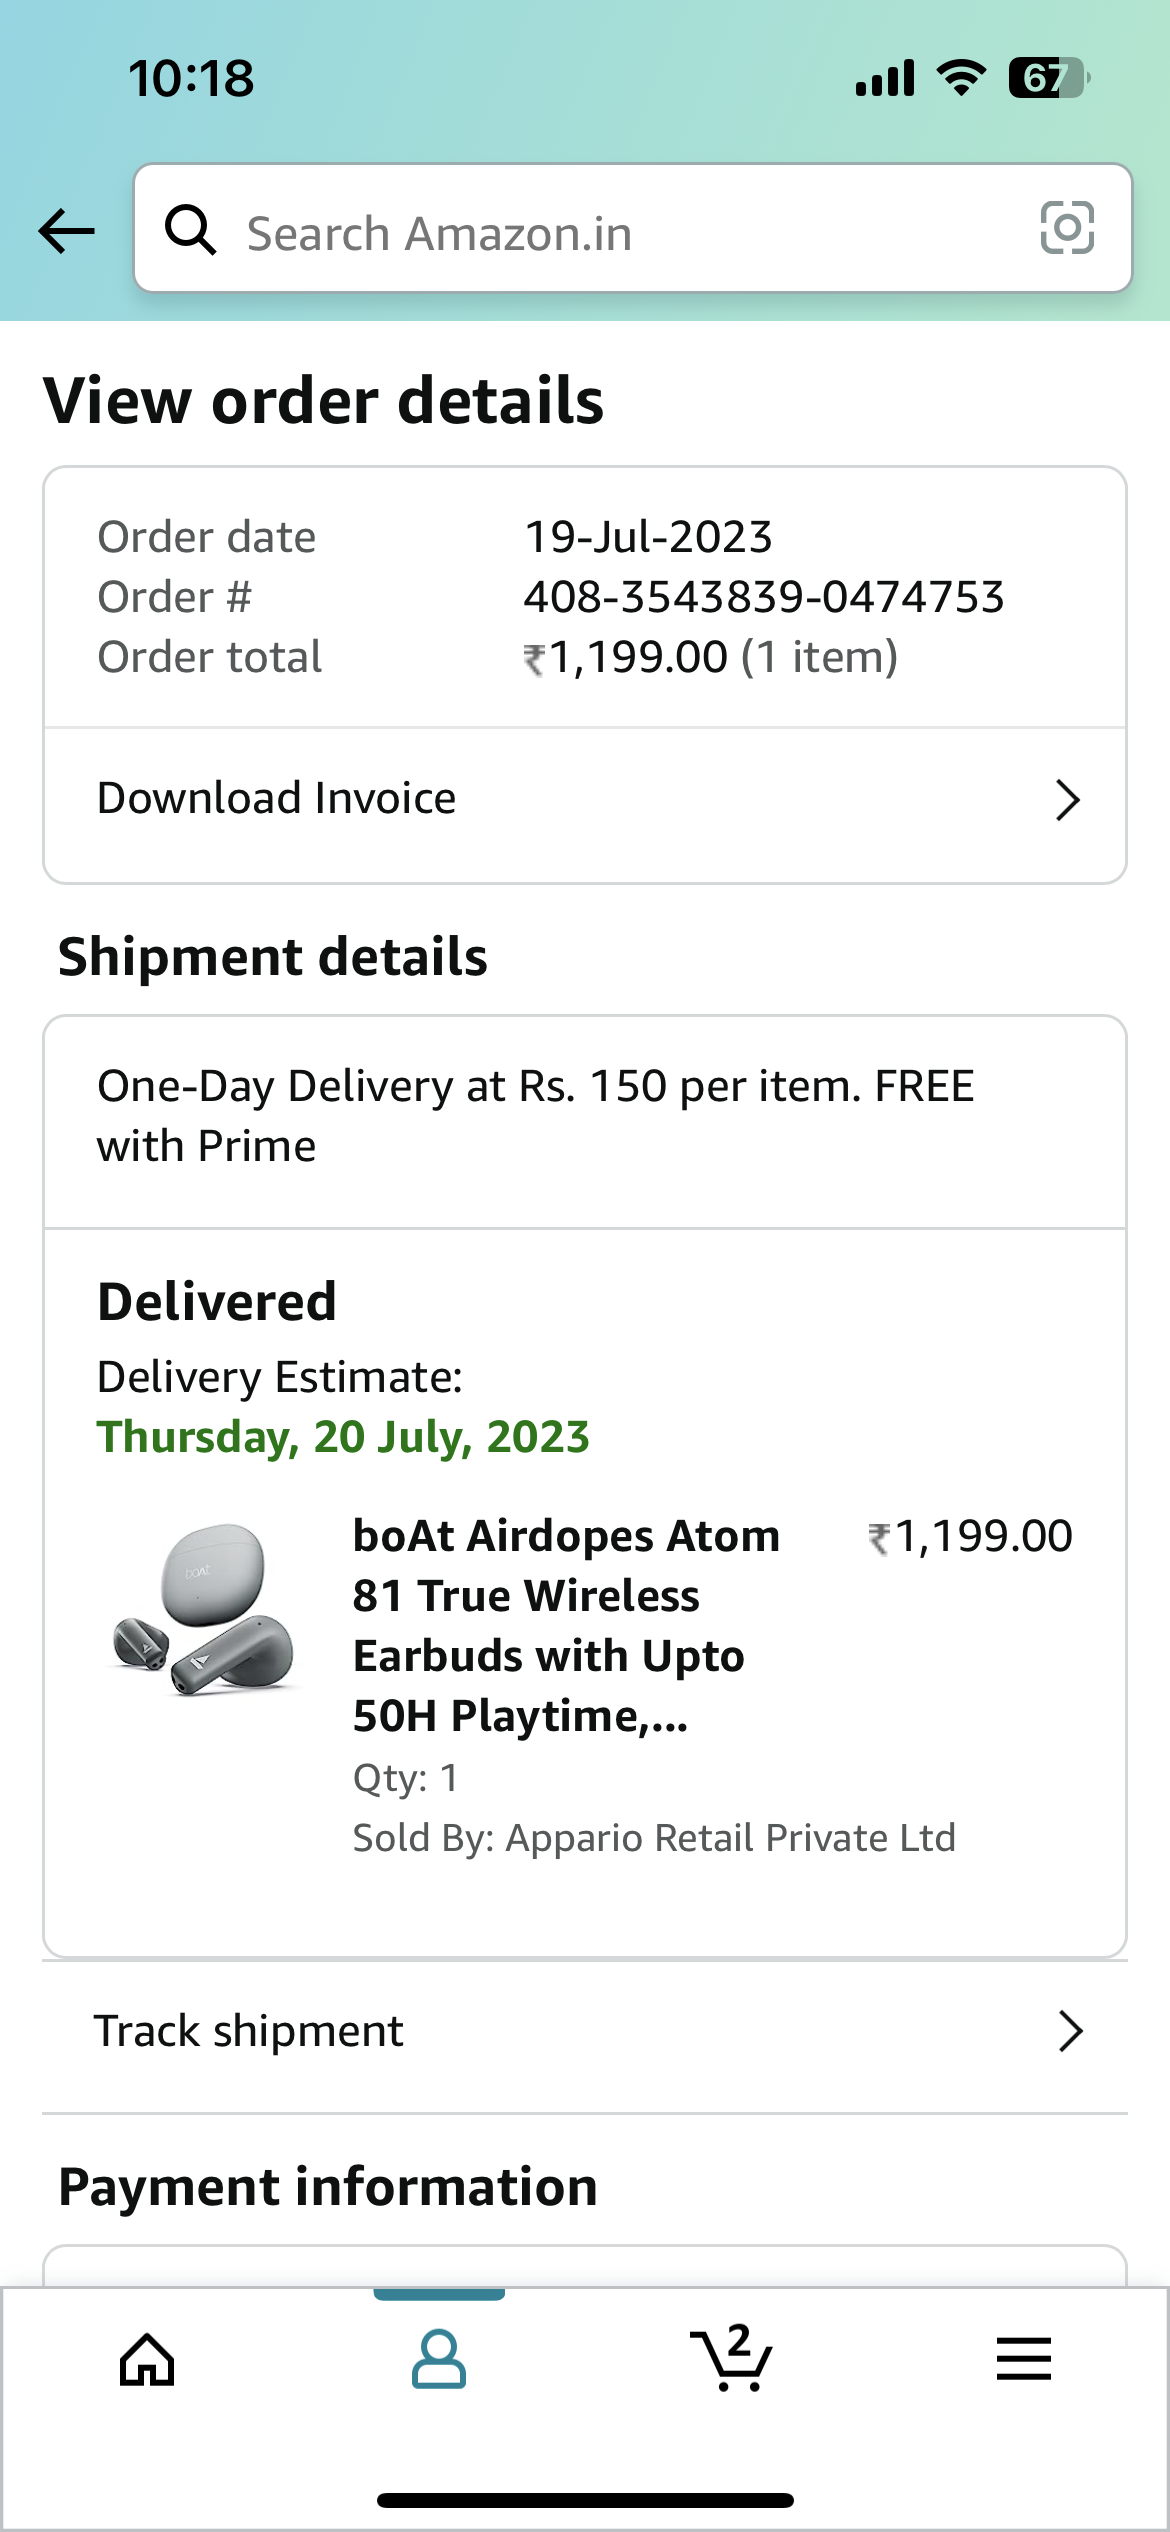 10:18
67
Search Amazon.in
View order details
Order date 19-Jul-2023
Order # 408-3543839-0474753
Order total ₹1,199.00 (1 item)
Download Invoice
Shipment details
One-Day Delivery at Rs. 150 per item. FREE
with Prime
Delivered
Delivery Estimate:
Thursday, 20 July, 2023
boAt
boAt Airdopes Atom ₹1,199.00
81 True Wireless
Earbuds with Upto
50H Playtime,...
Qty: 1
Sold By: Appario Retail Private Ltd
Track shipment
Payment information
2